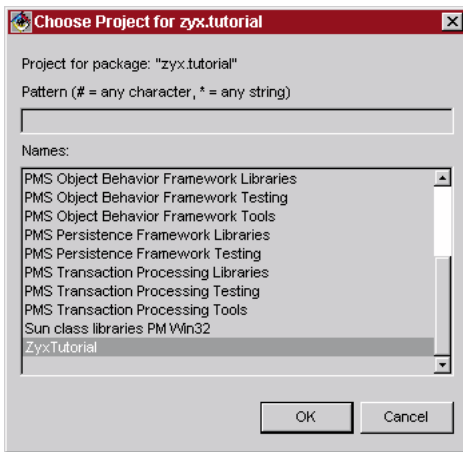 Choose Project for zyx.tutorial
Project for package: "zyx.tutorial"
Pattern (# = any character, * = any string)
Names:
PMS Object Behavior Framework Libraries
PMS Object Behavior Framework Testing
PMS Object Behavior Framework Tools
PMS Persistence Framework Libraries
PMS Persistence Framework Testing
PMS Transaction Processing Libraries
PMS Transaction Processing Testing
PMS Transaction Processing Tools
Sun class libraries PM Win32
ZyxTutorial
OK Cancel